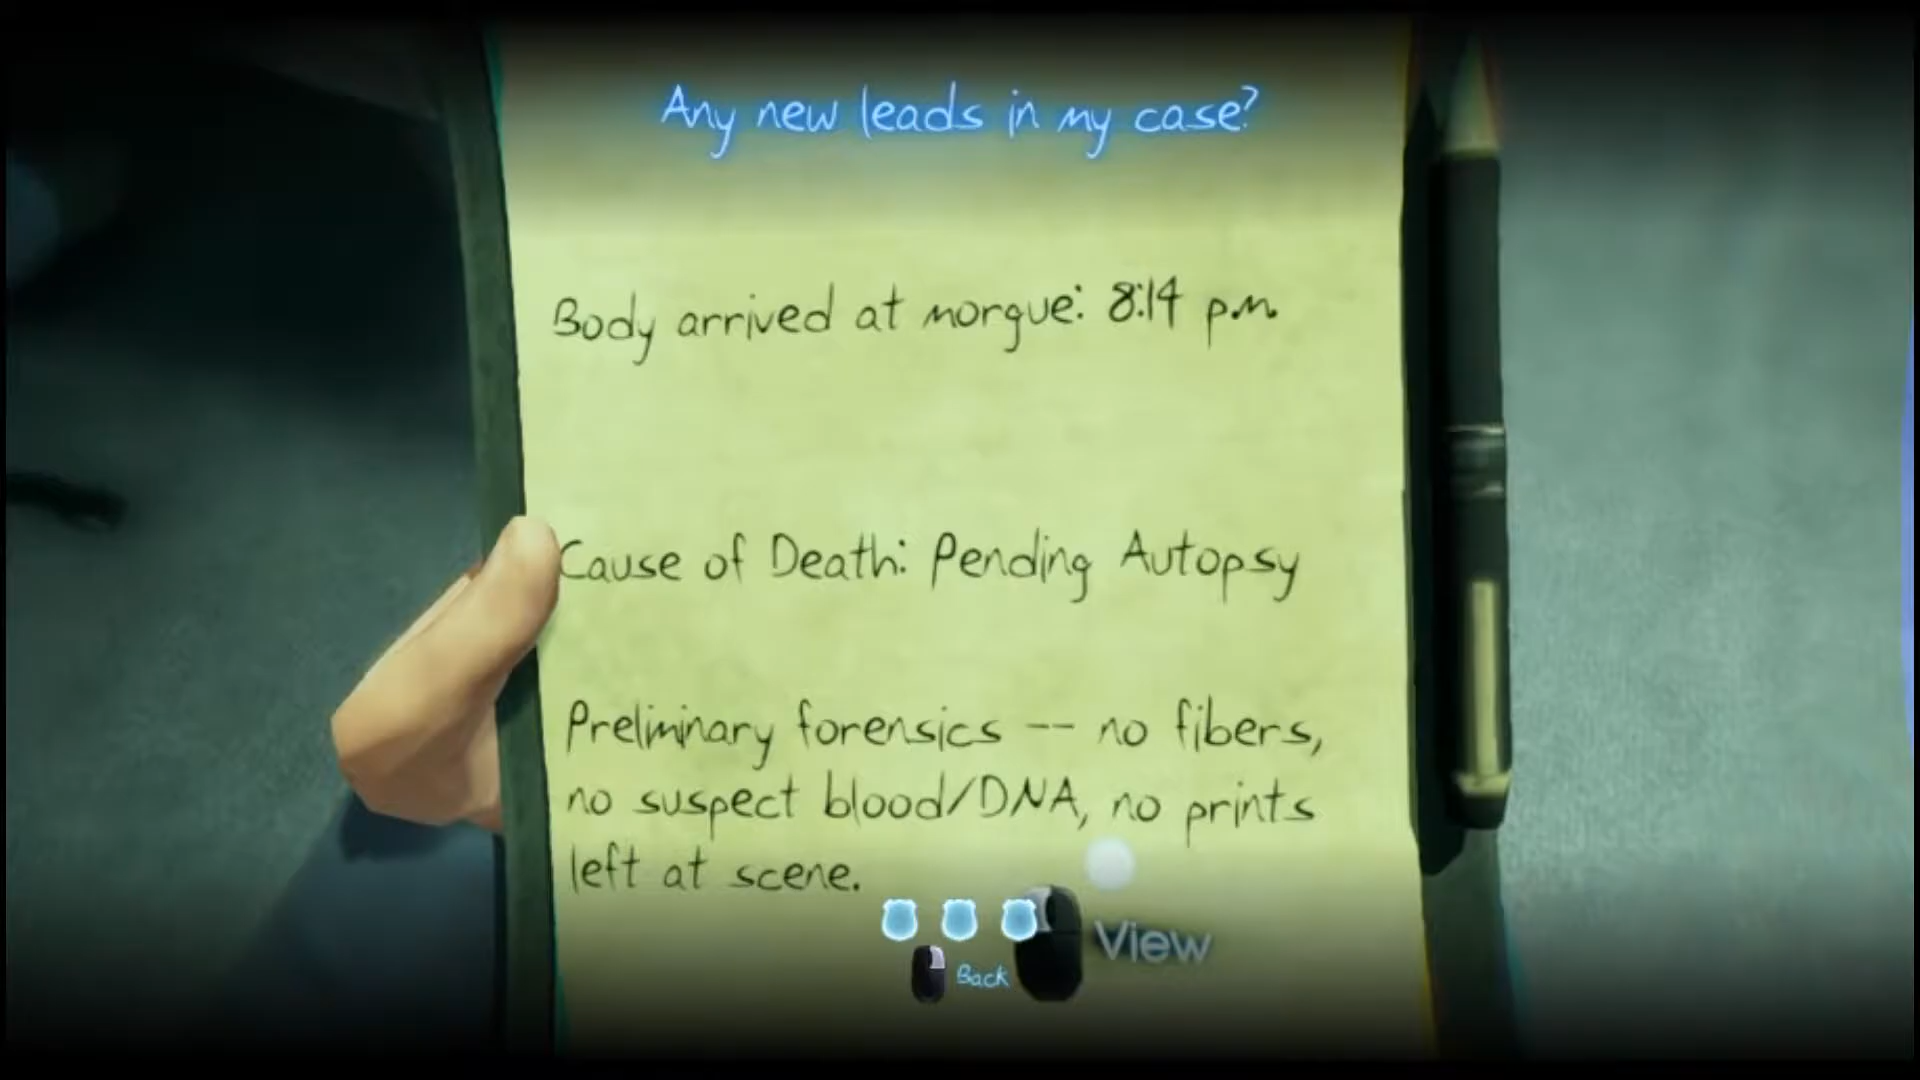 Any new leads in my case?
Body arrived at morgue: 8:14 p.m.
Cause of Death: Pending Autopsy
Preliminary forensics -- no fibers,
no suspect blood/DNA, no prints
left at scene.
View
Back